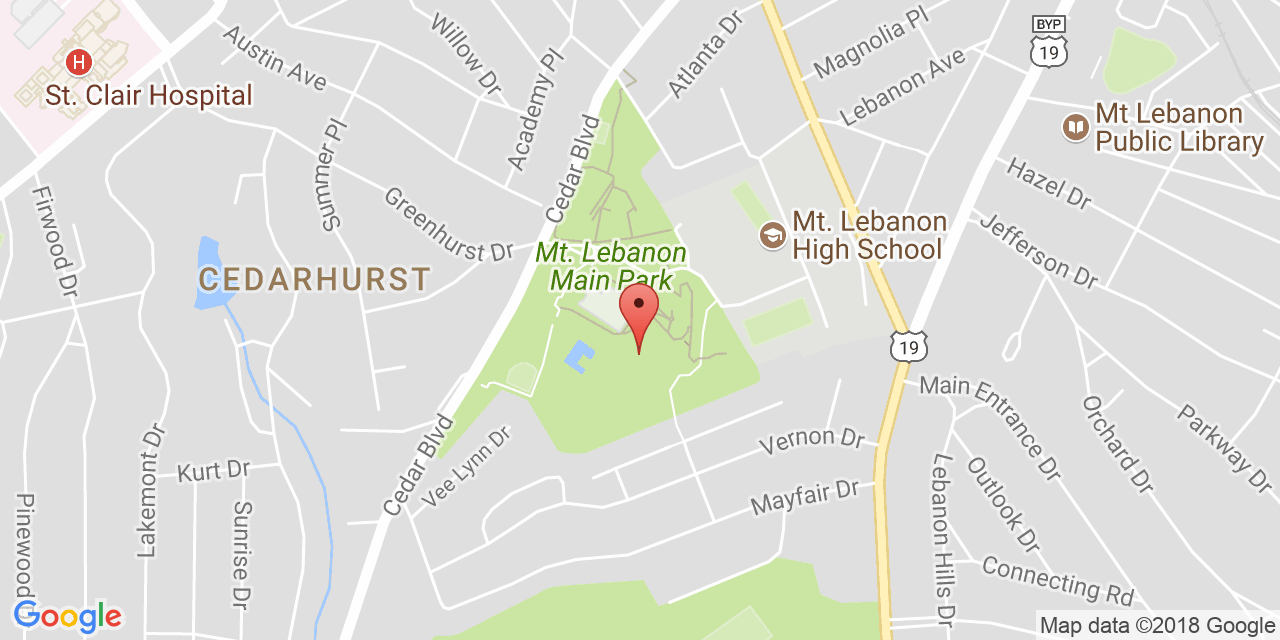 BYP
19
Austin Ave
Willow Dr
Academy Pl
Atlanta Dr
Magnolia Pl
Lebanon Ave
St. Clair Hospital
H
Mt Lebanon
Public Library
Summer Pl
Cedar Blvd
Firwood Dr
Greenhurst Dr
Hazel Dr
Jefferson Dr
Mt. Lebanon
High School
Mt. Lebanon
Main Park
CEDARHURST
19
Main Entrance Dr
Orchard Dr
Parkway Dr
Cedar Blvd
Vee Lynn Dr
Vernon Dr
Mayfair Dr
Lakemont Dr
Kurt Dr
Sunrise Dr
Pinewood
Lebanon Hills Dr
Outlook Dr
Connecting Rd
Google
Map data ©2018 Google